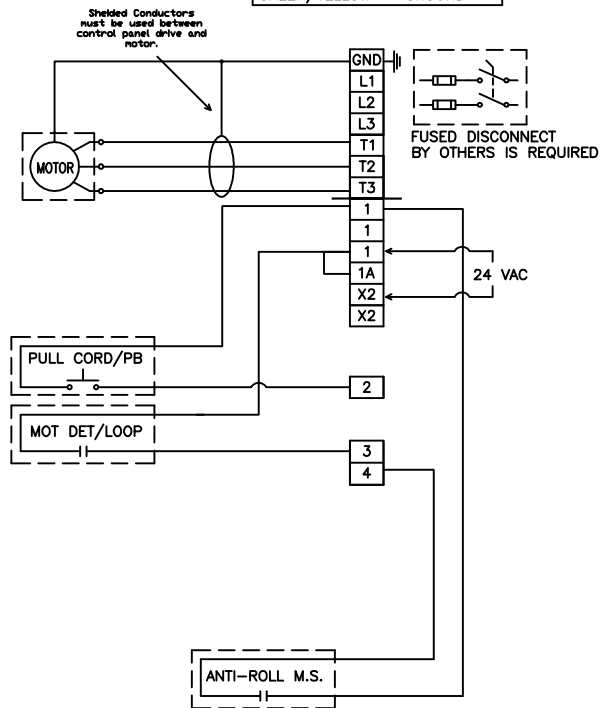 Shelded Conductors
must be used between
control panel drive and
motor.
GND
L1
L2
L3
T1
T2
T3
1
1
1
1A
X2
X2
2
3
4
MOTOR
FUSED DISCONNECT
BY OTHERS IS REQUIRED
24 VAC
PULL CORD/PB
MOT DET/LOOP
ANTI-ROLL M.S.